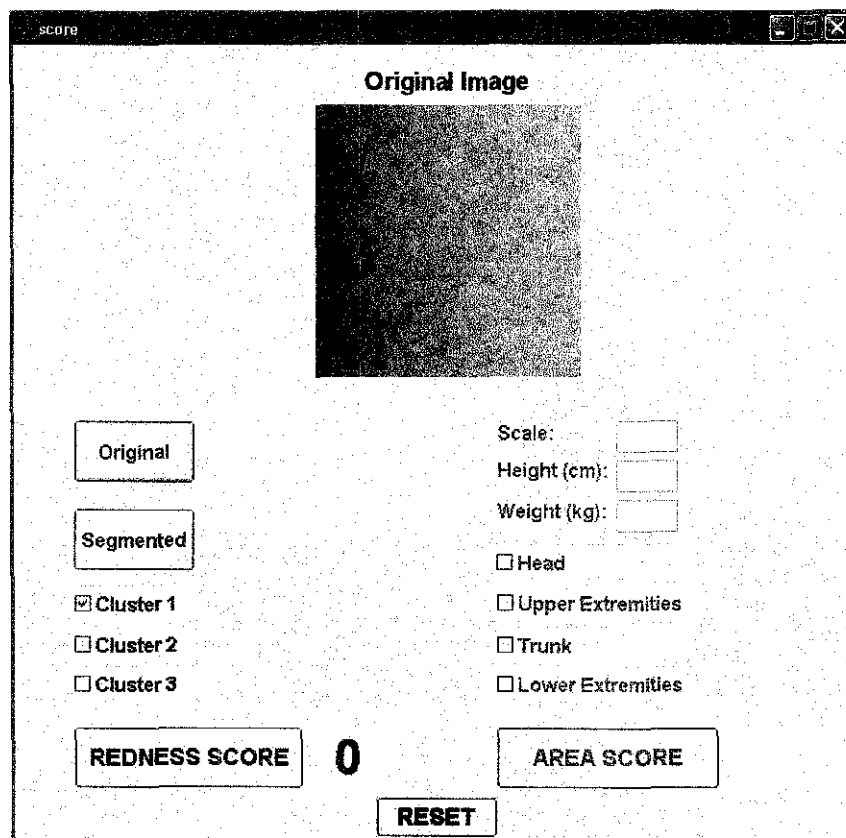 score
Original Image
Original
Segmented
Cluster 1
Cluster 2
Cluster 3
REDNESS SCORE
0
Scale:
Height (cm):
Weight (kg):
Head
Upper Extremities
Trunk
Lower Extremities
AREA SCORE
RESET